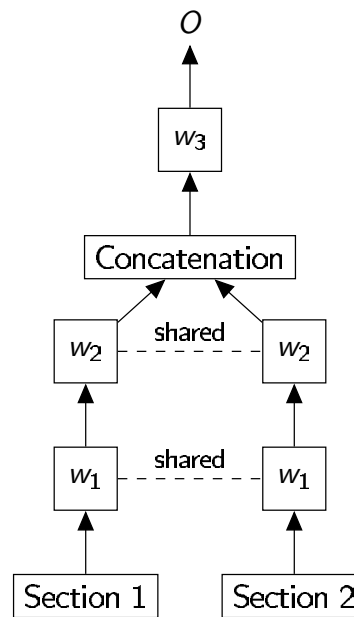 O
w₃
Concatenation
w₂ shared w₂
w₁ shared w₁
Section 1 Section 2